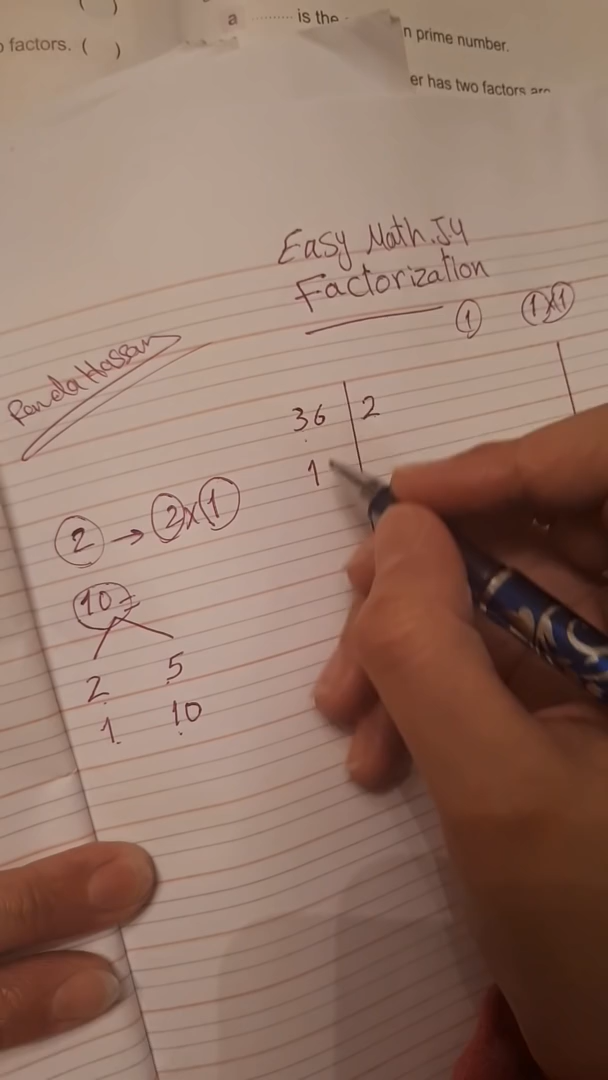 ( )
factors. ( )
a ......... is the
n prime number.
er has two factors are
Easy Math.J4
Factorization
1 1x1
Randa Hassan
36 2
1
2 → 2x1
10 =
2 5
1 10